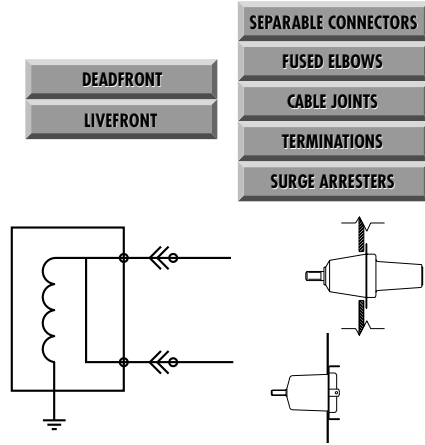 SEPARABLE CONNECTORS
FUSED ELBOWS
DEADFRONT
CABLE JOINTS
LIVEFRONT
TERMINATIONS
SURGE ARRESTERS